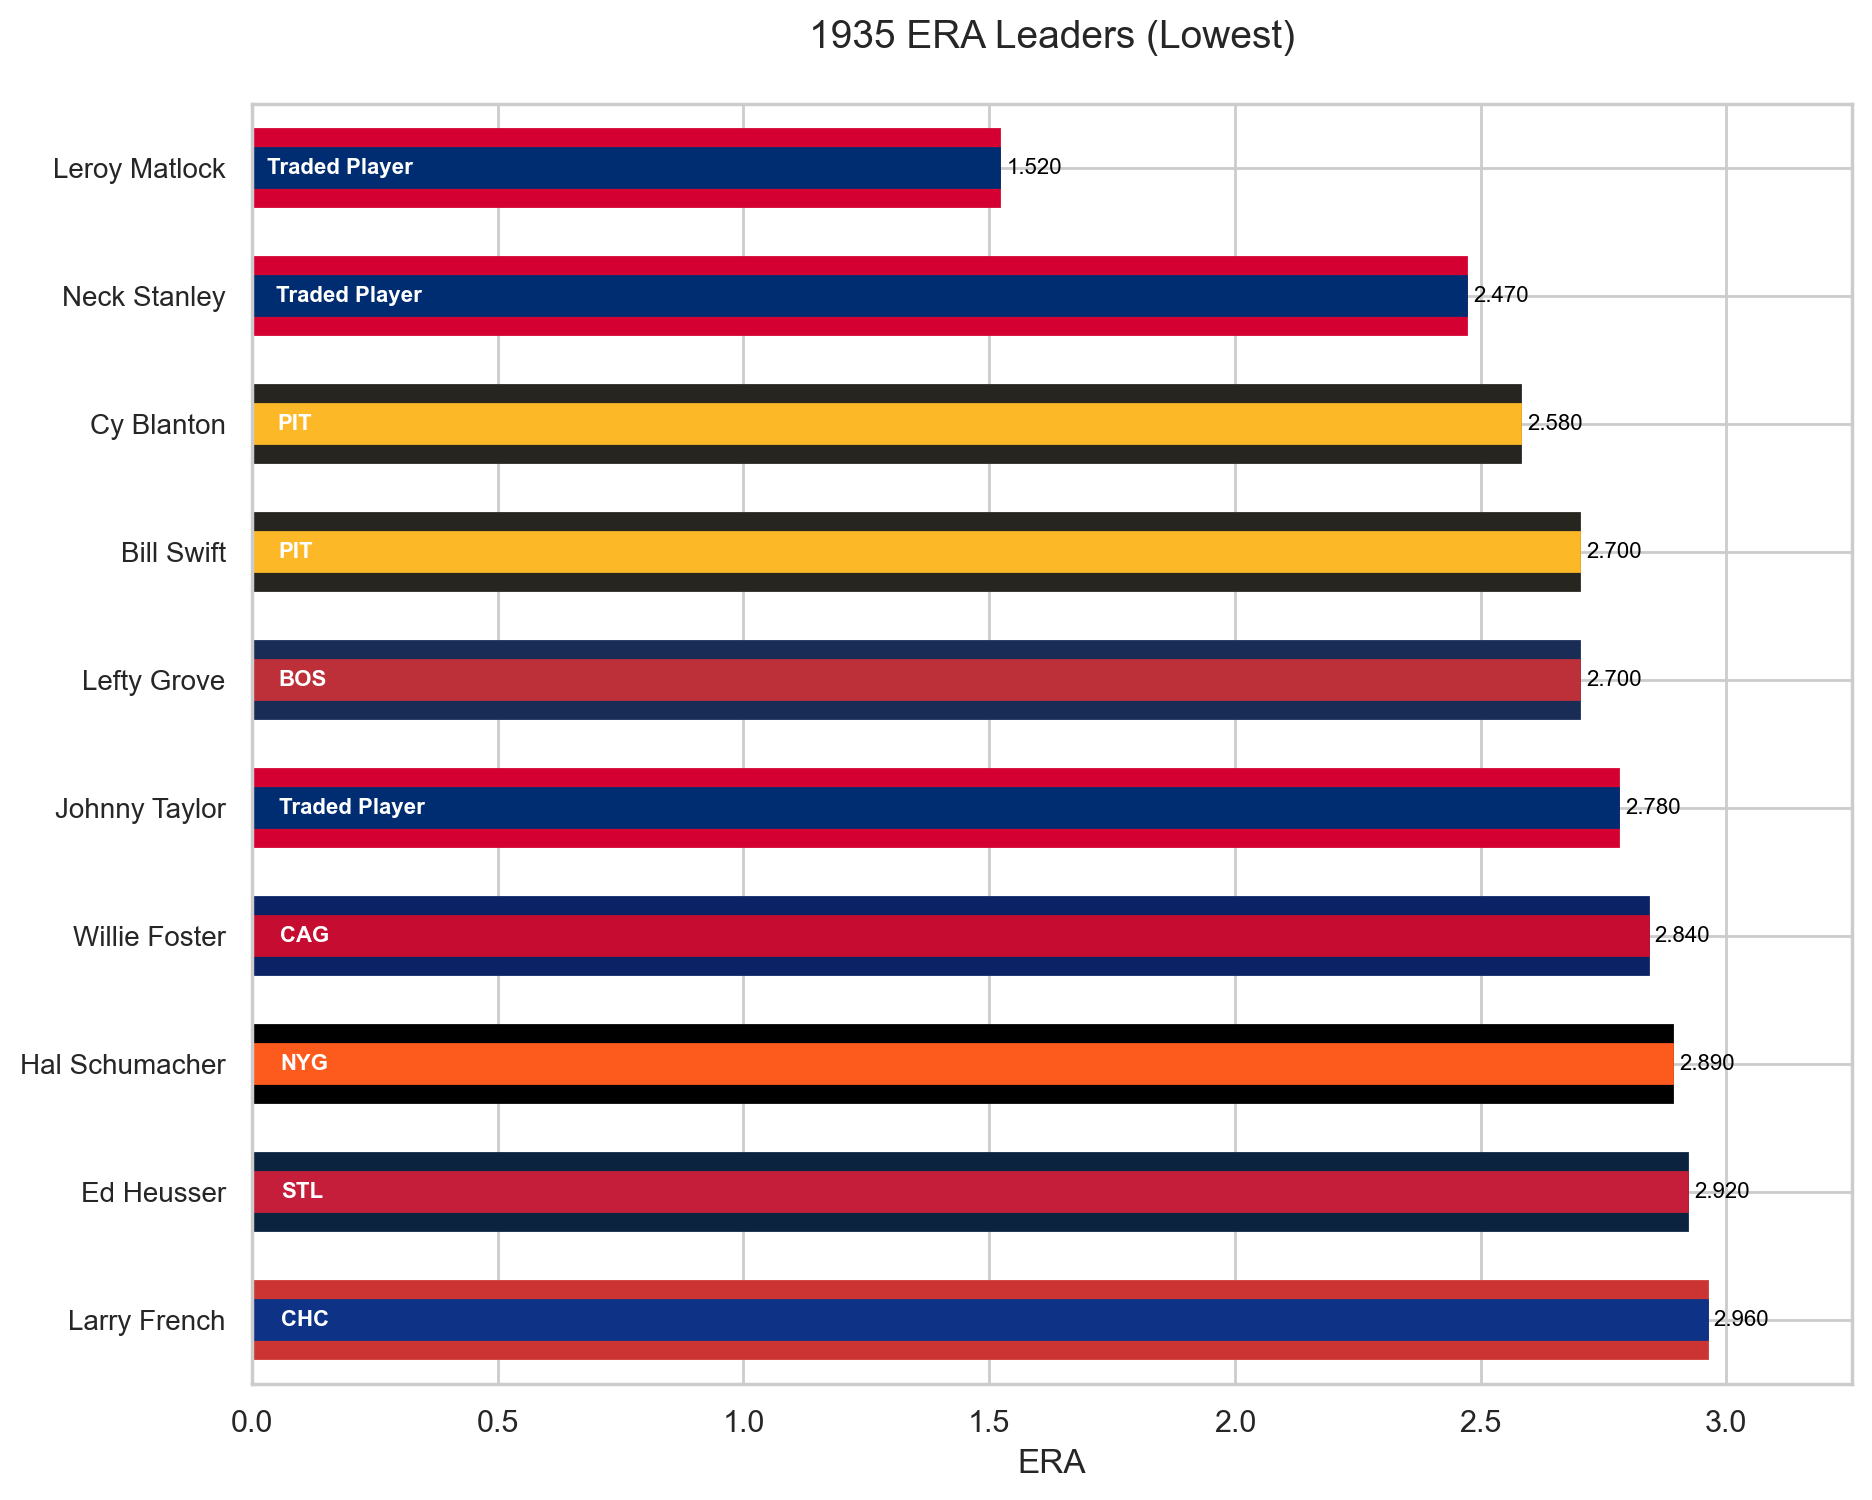 1935 ERA Leaders (Lowest)
Leroy Matlock Traded Player 1.520
Neck Stanley Traded Player 2.470
Cy Blanton PIT 2.580
Bill Swift PIT 2.700
Lefty Grove BOS 2.700
Johnny Taylor Traded Player 2.780
Willie Foster CAG 2.840
Hal Schumacher NYG 2.890
Ed Heusser STL 2.920
Larry French CHC 2.960
0.0 0.5 1.0 1.5 2.0 2.5 3.0
ERA